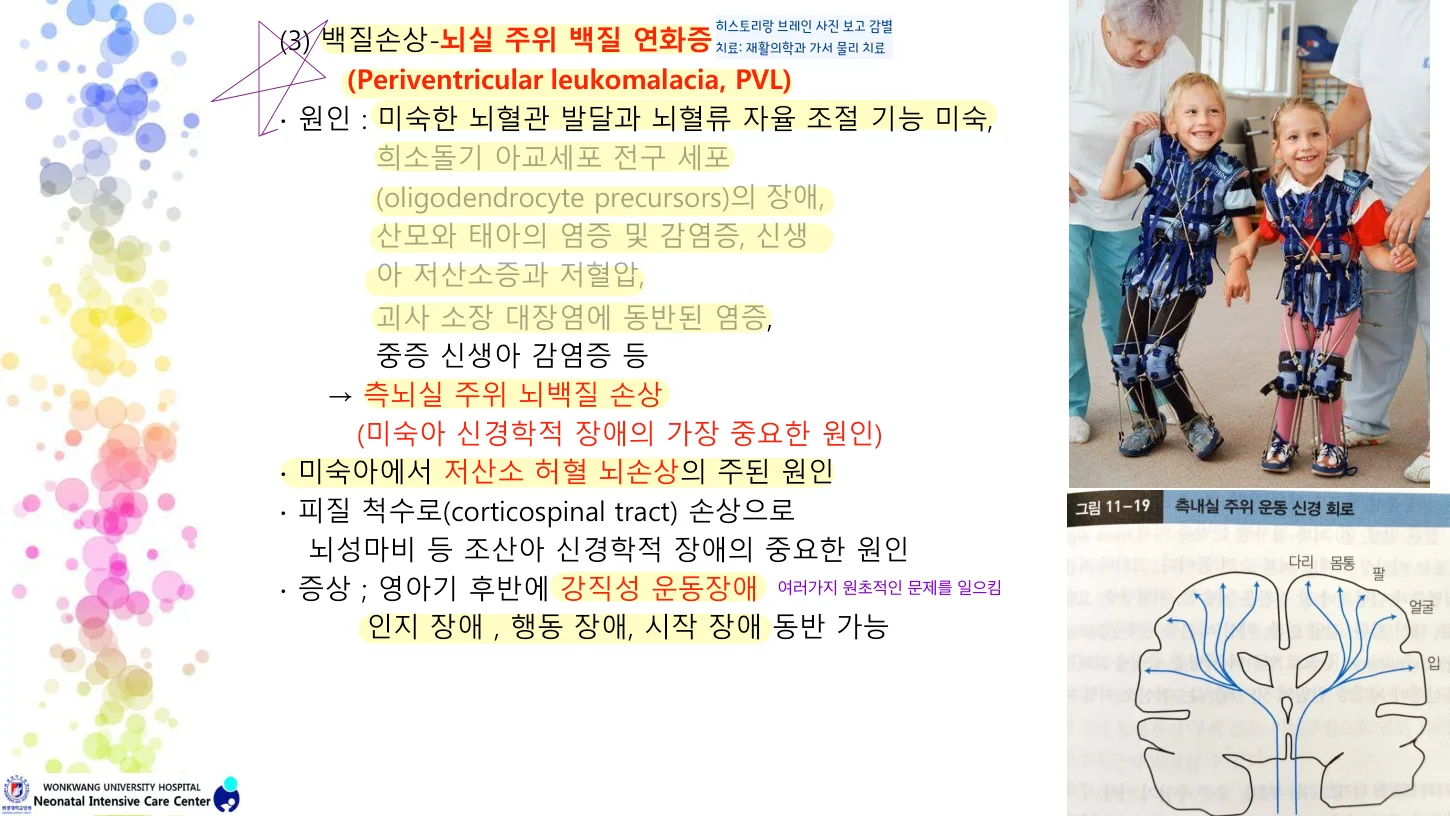 (3) 백질손상-뇌실 주위 백질 연화증
히스토리랑 브레인 사진 보고 감별
치료: 재활의학과 가서 물리 치료
(Periventricular leukomalacia, PVL)
· 원인 : 미숙한 뇌혈관 발달과 뇌혈류 자율 조절 기능 미숙,
희소돌기 아교세포 전구 세포
(oligodendrocyte precursors)의 장애,
산모와 태아의 염증 및 감염증, 신생
아 저산소증과 저혈압,
괴사 소장 대장염에 동반된 염증,
중증 신생아 감염증 등
→ 측뇌실 주위 뇌백질 손상
(미숙아 신경학적 장애의 가장 중요한 원인)
· 미숙아에서 저산소 허혈 뇌손상의 주된 원인
· 피질 척수로(corticospinal tract) 손상으로
뇌성마비 등 조산아 신경학적 장애의 중요한 원인
· 증상 ; 영아기 후반에 강직성 운동장애
여러가지 원초적인 문제를 일으킴
인지 장애 , 행동 장애, 시작 장애 동반 가능
그림 11-19 측내실 주위 운동 신경 회로
다리 몸통
팔
얼굴
입
WONKWANG UNIVERSITY HOSPITAL
Neonatal Intensive Care Center